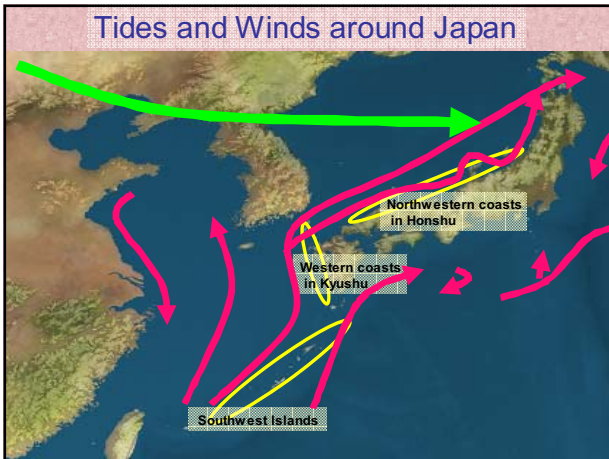 Tides and Winds around Japan
Northwestern coasts
in Honshu
Western coasts
in Kyushu
Southwest Islands